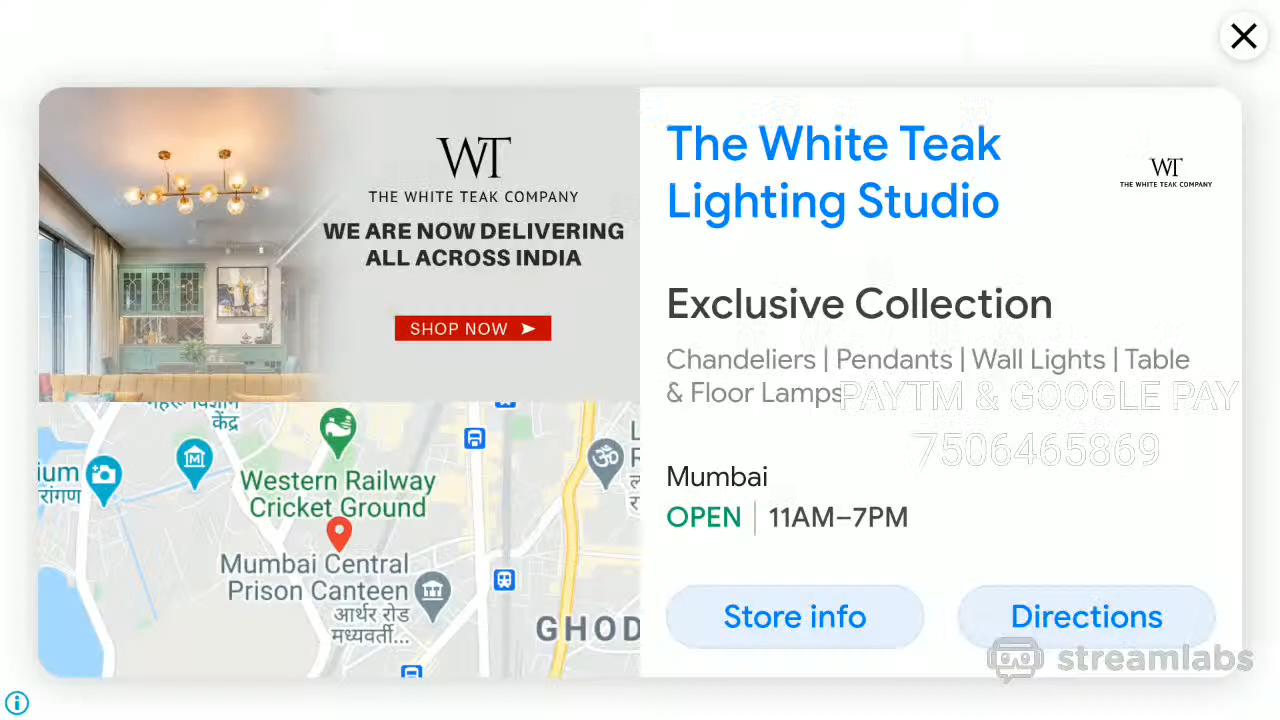 WT
THE WHITE TEAK COMPANY
WE ARE NOW DELIVERING
ALL ACROSS INDIA
SHOP NOW
The White Teak
Lighting Studio
WT
THE WHITE TEAK COMPANY
Exclusive Collection
Chandeliers | Pendants | Wall Lights | Table
& Floor Lamps
PAYTM & GOOGLE PAY
7506465869
Mumbai
OPEN | 11AM–7PM
Store info
Directions
streamlabs
केंद्र
Western Railway
Cricket Ground
Mumbai Central
Prison Canteen
आर्थर रोड
मध्यवर्ती...
GHOD